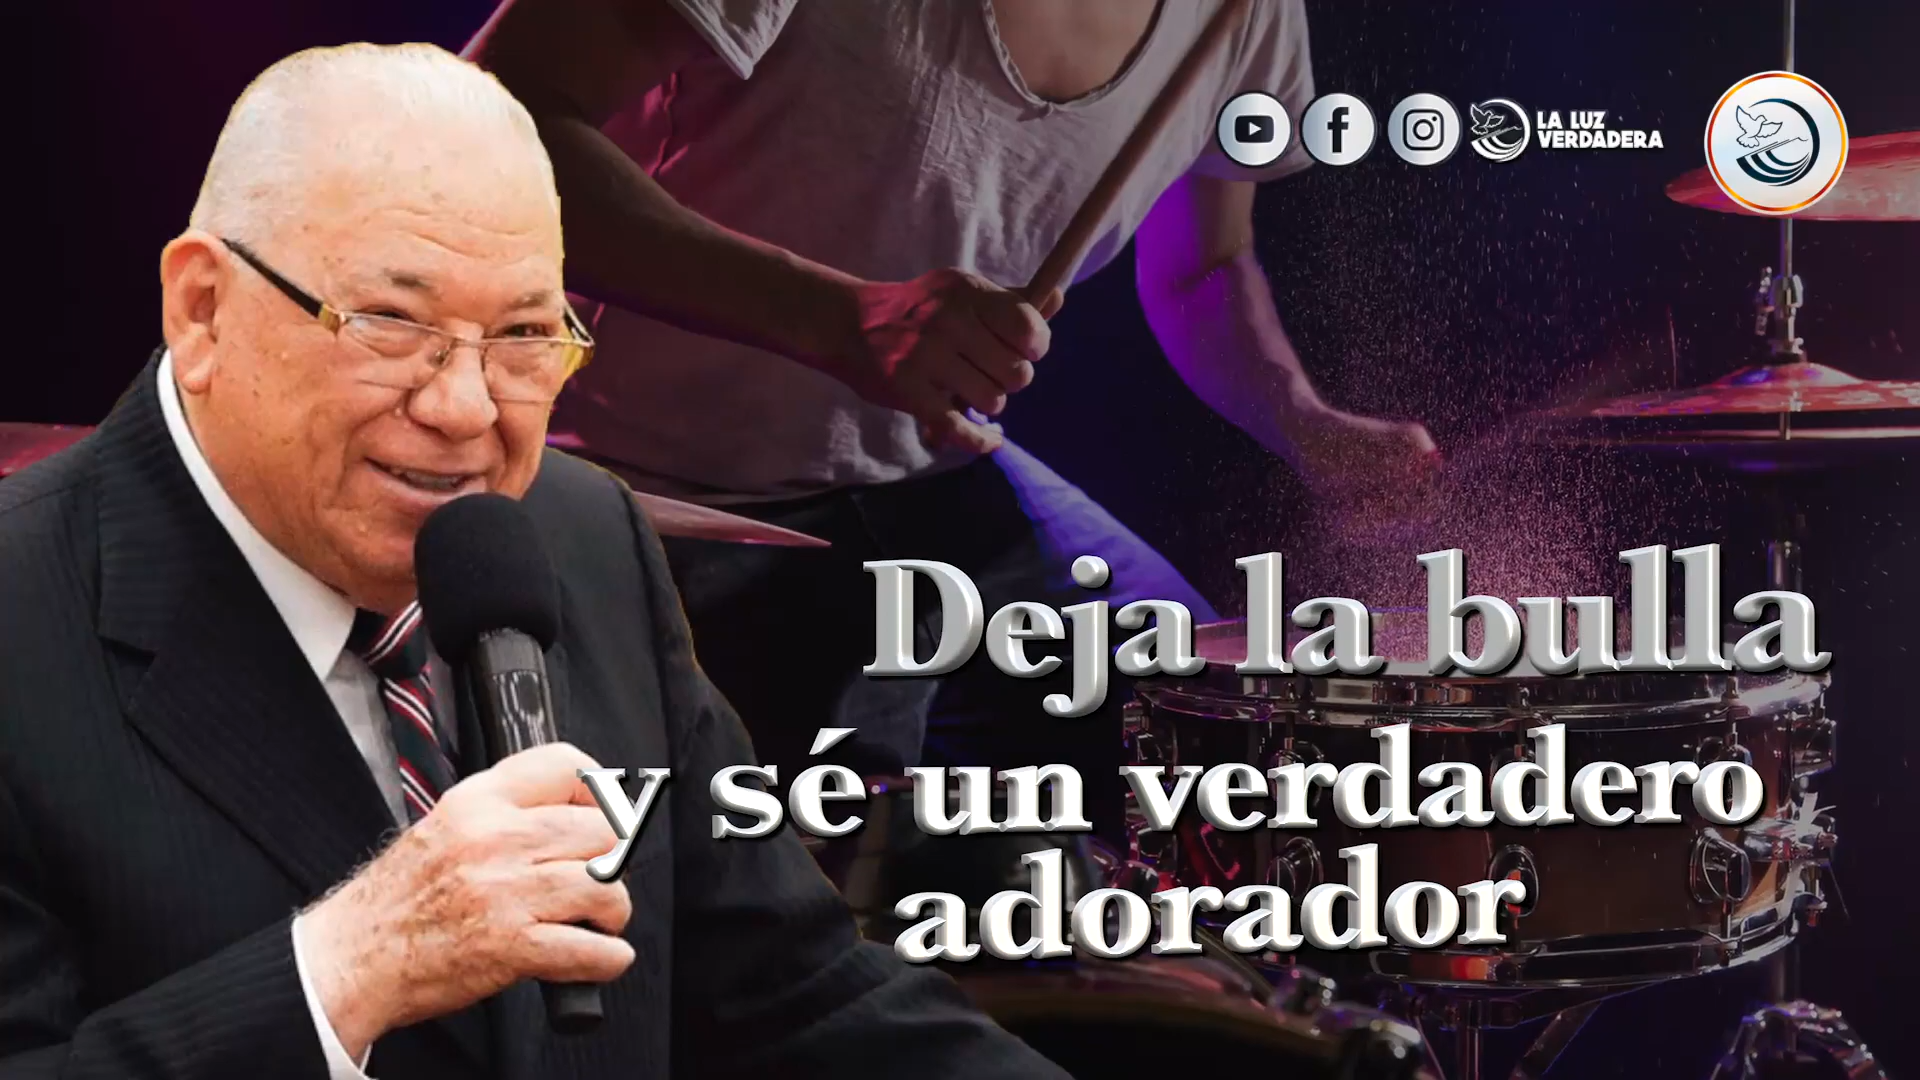 LA LUZ
VERDADERA
Deja la bulla
y sé un verdadero
adorador